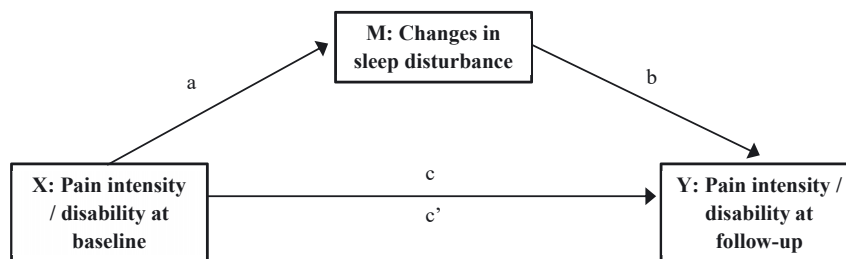 M: Changes in
sleep disturbance
a
b
X: Pain intensity
/ disability at
baseline
c
c’
Y: Pain intensity /
disability at
follow-up